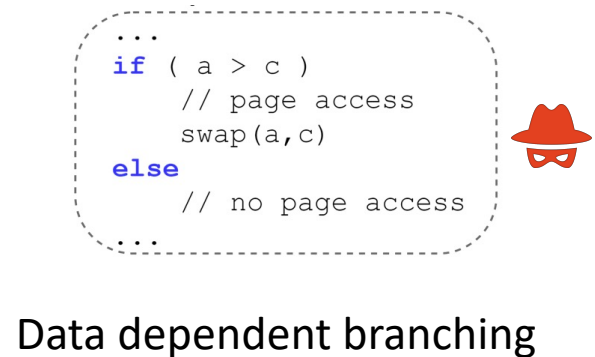 ...
if ( a > c )
// page access
swap(a,c)
else
// no page access
...
Data dependent branching